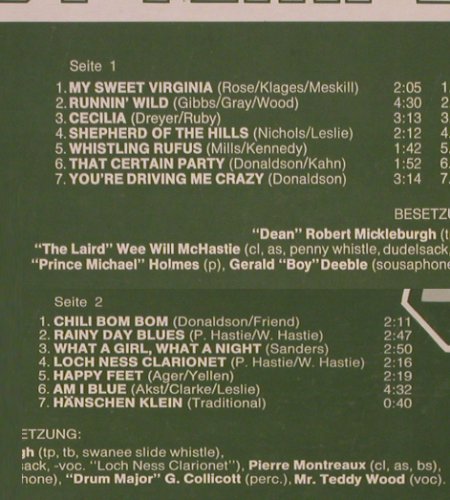 Seite 1
1. MY SWEET VIRGINIA (Rose/Klages/Meskill) 2:05 1.
2. RUNNIN' WILD (Gibbs/Gray/Wood) 4:30 2
3. CECILIA (Dreyer/Ruby) 3:13 3
4. SHEPHERD OF THE HILLS (Nichols/Leslie) 2:12 4
5. WHISTLING RUFUS (Mills/Kennedy) 1:42 5.
6. THAT CERTAIN PARTY (Donaldson/Kahn) 1:52 6.
7. YOU'RE DRIVING ME CRAZY (Donaldson) 3:14 7.
BESETZU
"Dean" Robert Mickleburgh (t
"The Laird" Wee Will McHastie (cl, as, penny whistle, dudelsack,
"Prince Michael" Holmes (p), Gerald "Boy" Deeble (sousaphone
Seite 2
1. CHILI BOM BOM (Donaldson/Friend) 2:11
2. RAINY DAY BLUES (P. Hastie/W. Hastie) 2:47
3. WHAT A GIRL, WHAT A NIGHT (Sanders) 2:50
4. LOCH NESS CLARIONET (P. Hastie/W. Hastie) 2:16
5. HAPPY FEET (Ager/Yellen) 2:19
6. AM I BLUE (Akst/Clarke/Leslie) 4:32
7. HÄNSCHEN KLEIN (Traditional) 0:40
ETZUNG:
gh (tp, tb, swanee slide whistle),
sack, -voc. "Loch Ness Clarionet"), Pierre Montreaux (cl, as, bs),
hone), "Drum Major" G. Collicott (perc.), Mr. Teddy Wood (voc).